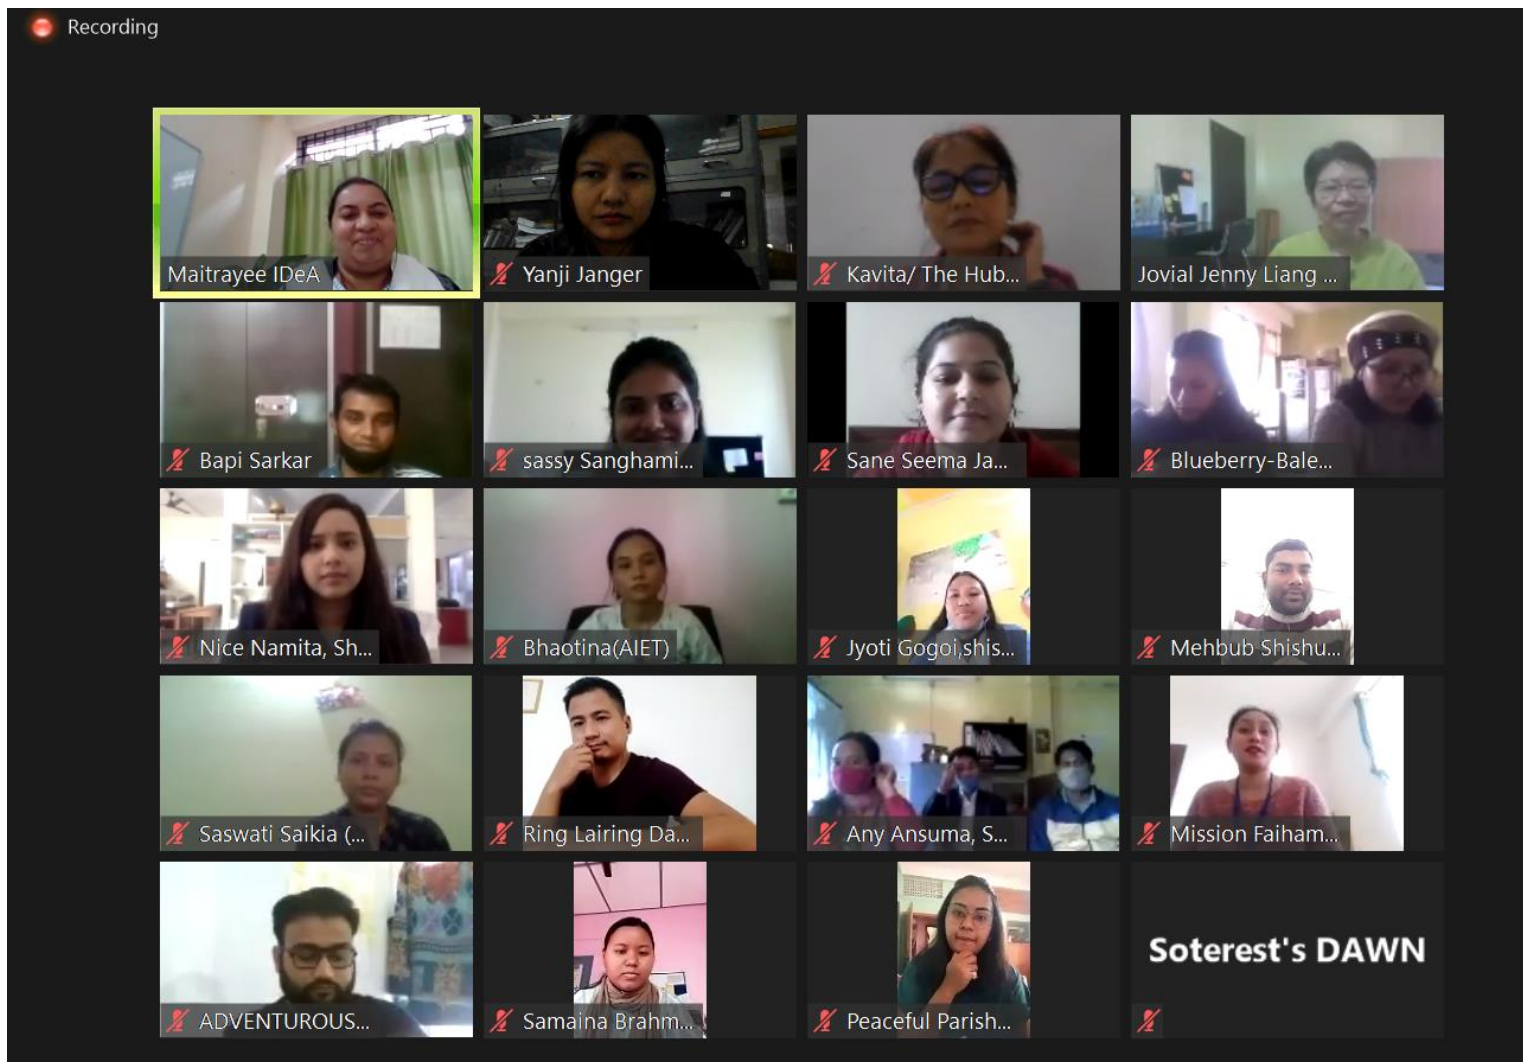 Recording
Maitrayee IDeA
Yanji Janger
Kavita/ The Hub...
Jovial Jenny Liang ...
Bapi Sarkar
sassy Sanghami...
Sane Seema Ja...
Blueberry-Bale...
Nice Namita, Sh...
Bhaotina(AIET)
Jyoti Gogoi,shis...
Mehbub Shishu...
Saswati Saikia (...
Ring Lairing Da...
Any Ansuma, S...
Mission Faiham...
ADVENTUROUS...
Samaina Brahm...
Peaceful Parish...
Soterest's DAWN